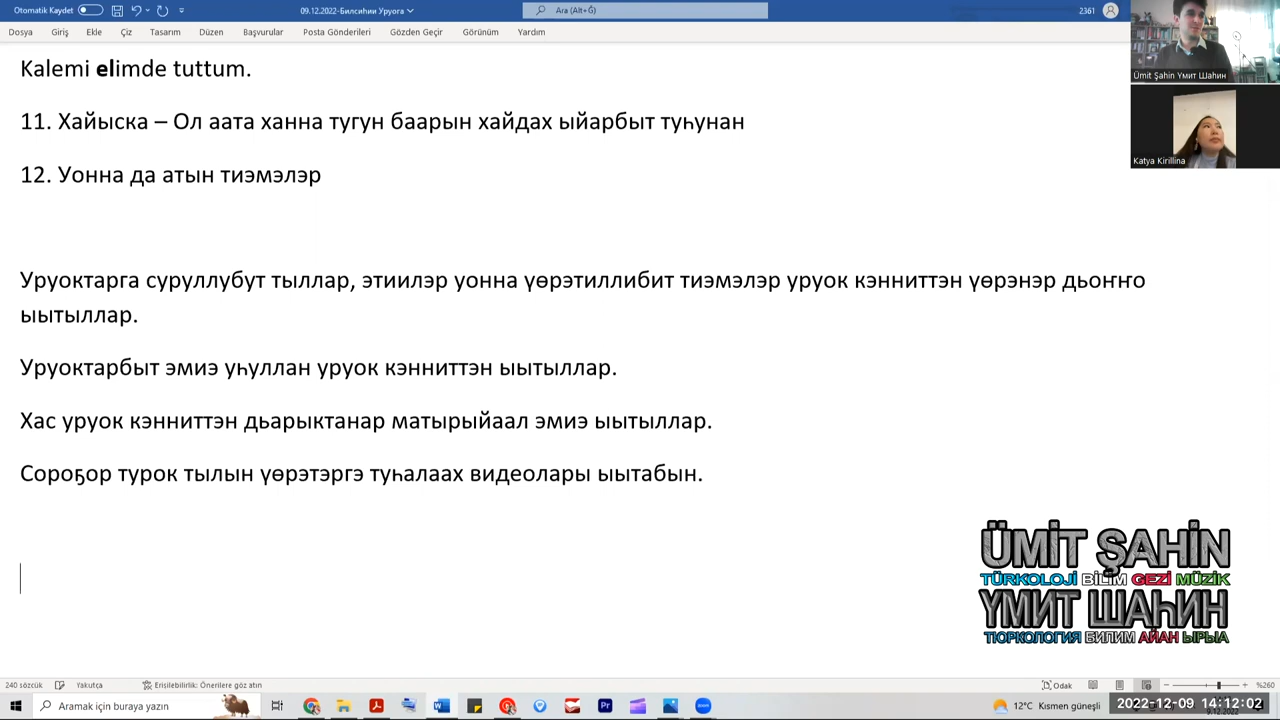 Otomatik Kaydet
09.12.2022-Билсиһии Уруога
Ara (Alt+Ğ)
2361
Dosya Giriş Ekle Çiz Tasarım Düzen Başvurular Posta Gönderileri Gözden Geçir Görünüm Yardım
Ümit Şahin Үмит Шаһин
Katya Kirillina
Kalemi elimde tuttum.
11. Хайыска – Ол аата ханна тугун баарын хайдах ыйарбыт туһунан
12. Уонна да атын тиэмэлэр
Уруоктарга суруллубут тыллар, этиилэр уонна үөрэтиллибит тиэмэлэр уруок кэнниттэн үөрэнэр дьоҥҥо
ыытыллар.
Уруоктарбыт эмиэ уһуллан уруок кэнниттэн ыытыллар.
Хас уруок кэнниттэн дьарыктанар матырыйаал эмиэ ыытыллар.
Сороҕор турок тылын үөрэтэргэ туһалаах видеолары ыытабын.
ÜMİT ŞAHİN
TÜRKOLOJİ BİLİM GEZİ MÜZİK
ҮМИТ ШАҺИН
ТЮРКОЛОГИЯ БИЛИМ АЙАН ЫРЫА
240 sözcük Yakutça Erişilebilirlik: Önerilere göz atın Odak %260
Aramak için buraya yazın
12°C Kısmen güneşli
2022-12-09 14:12:02